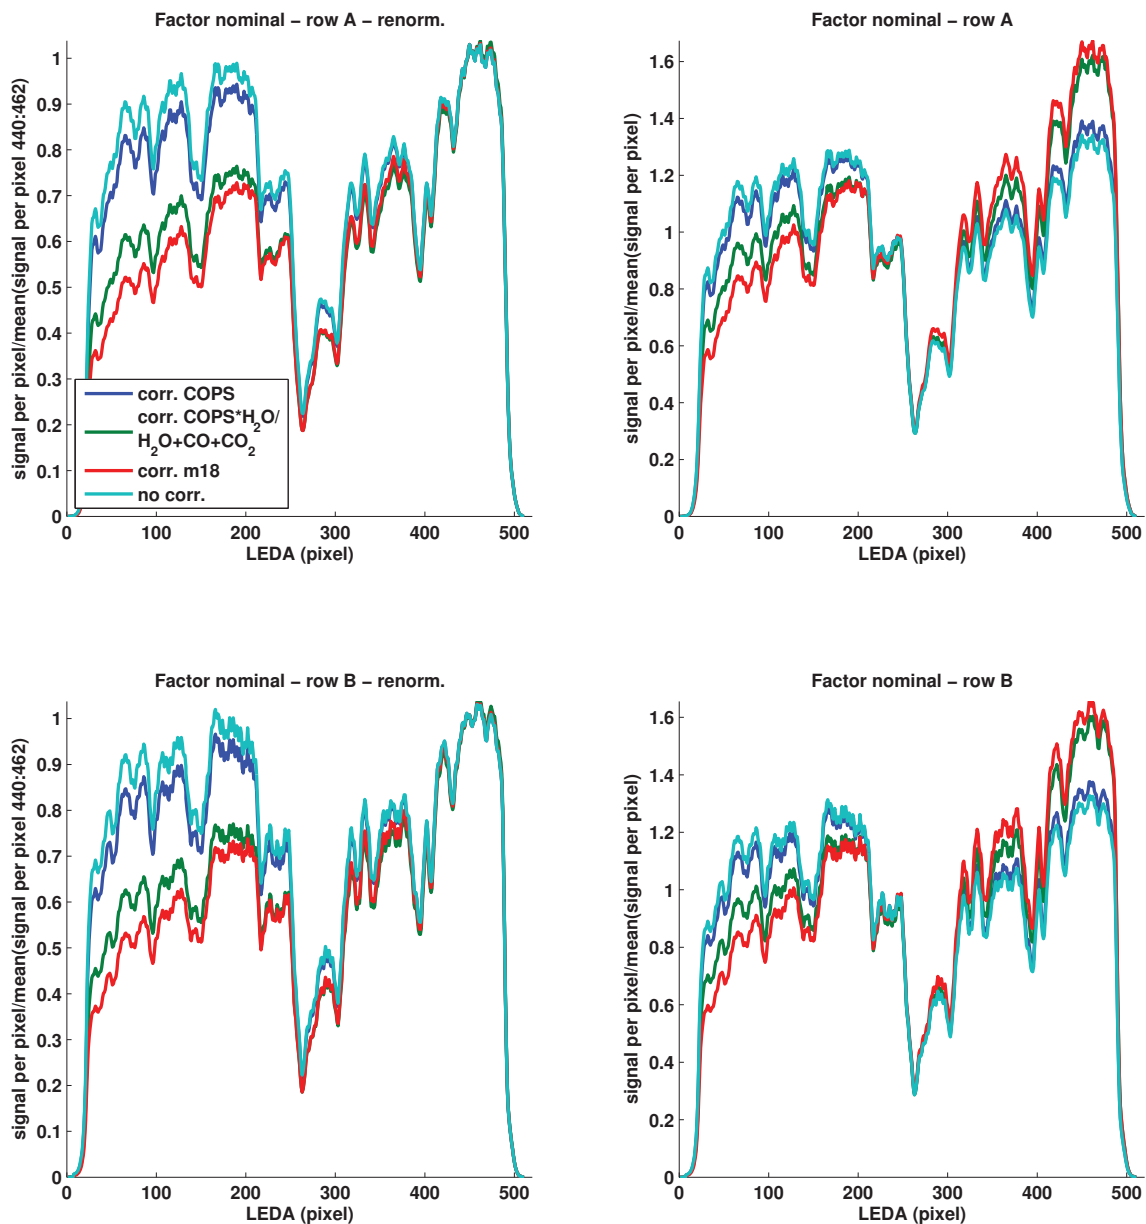 Factor nominal − row A − renorm.
signal per pixel/mean(signal per pixel 440:462)
1
0.9
0.8
0.7
0.6
0.5
0.4
0.3
0.2
0.1
0
corr. COPS
corr. COPS*H2O/
H2O+CO+CO2
corr. m18
no corr.
0 100 200 300 400 500
LEDA (pixel)
Factor nominal − row A
signal per pixel/mean(signal per pixel)
1.6
1.4
1.2
1
0.8
0.6
0.4
0.2
0
0 100 200 300 400 500
LEDA (pixel)
Factor nominal − row B − renorm.
signal per pixel/mean(signal per pixel 440:462)
1
0.9
0.8
0.7
0.6
0.5
0.4
0.3
0.2
0.1
0
0 100 200 300 400 500
LEDA (pixel)
Factor nominal − row B
signal per pixel/mean(signal per pixel)
1.6
1.4
1.2
1
0.8
0.6
0.4
0.2
0
0 100 200 300 400 500
LEDA (pixel)